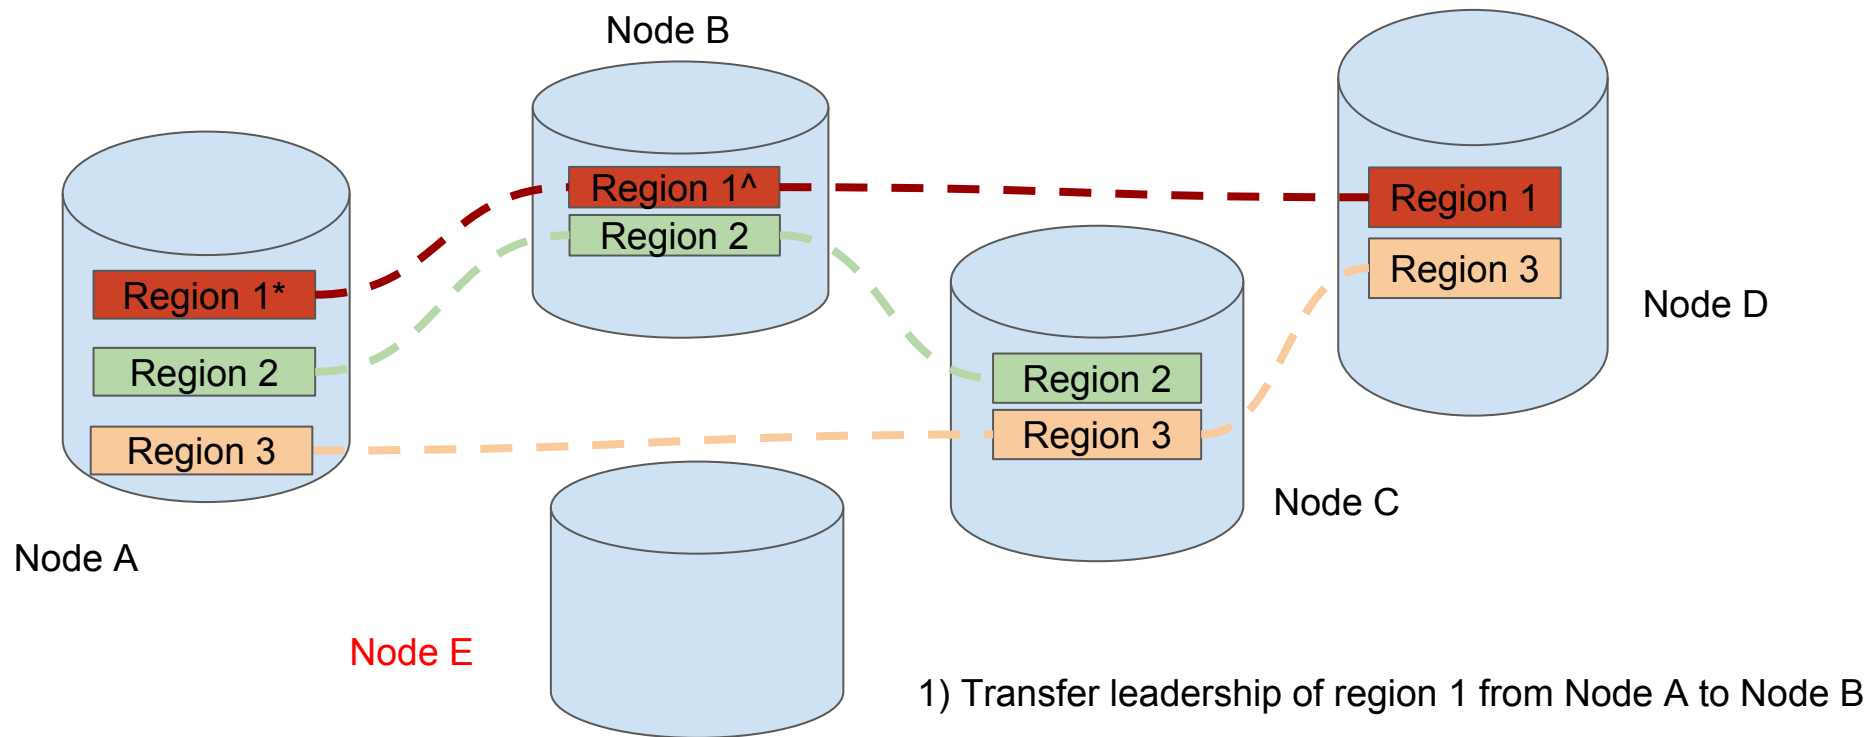 Node B
Region 1^
Region 2
Region 1
Region 3
Node D
Region 1*
Region 2
Region 3
Node A
Region 2
Region 3
Node C
Node E
1) Transfer leadership of region 1 from Node A to Node B